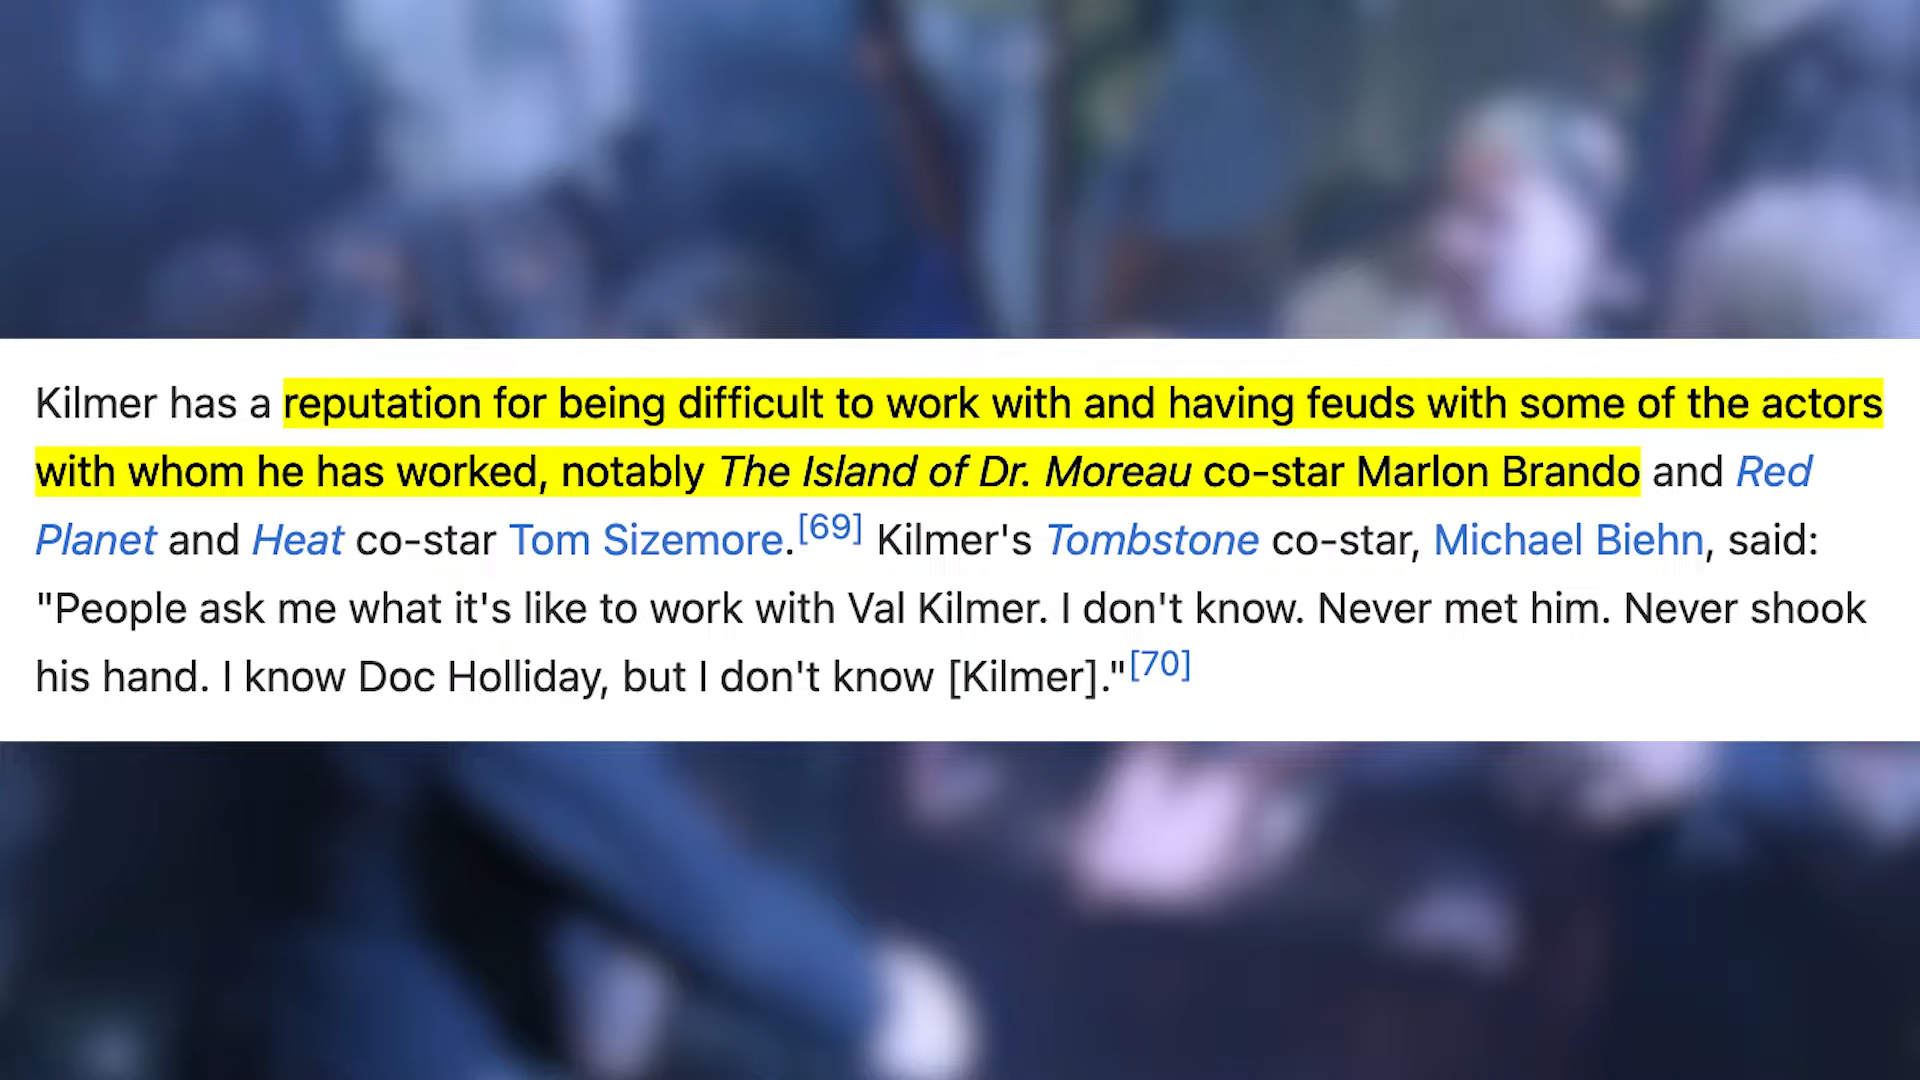 Kilmer has a reputation for being difficult to work with and having feuds with some of the actors
with whom he has worked, notably The Island of Dr. Moreau co-star Marlon Brando and Red
Planet and Heat co-star Tom Sizemore.[69] Kilmer's Tombstone co-star, Michael Biehn, said:
"People ask me what it's like to work with Val Kilmer. I don't know. Never met him. Never shook
his hand. I know Doc Holliday, but I don't know [Kilmer]."[70]